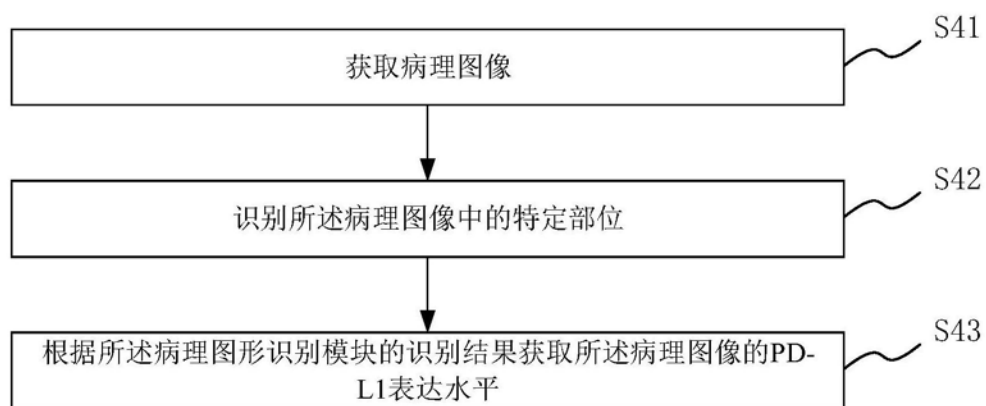 S41
获取病理图像
S42
识别所述病理图像中的特定部位
S43
根据所述病理图形识别模块的识别结果获取所述病理图像的PD-
L1表达水平